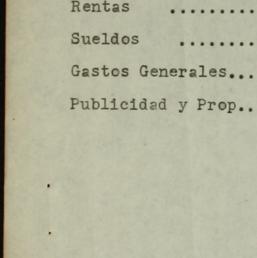 Rentas .........
Sueldos ........
Gastos Generales...
Publicidad y Prop..